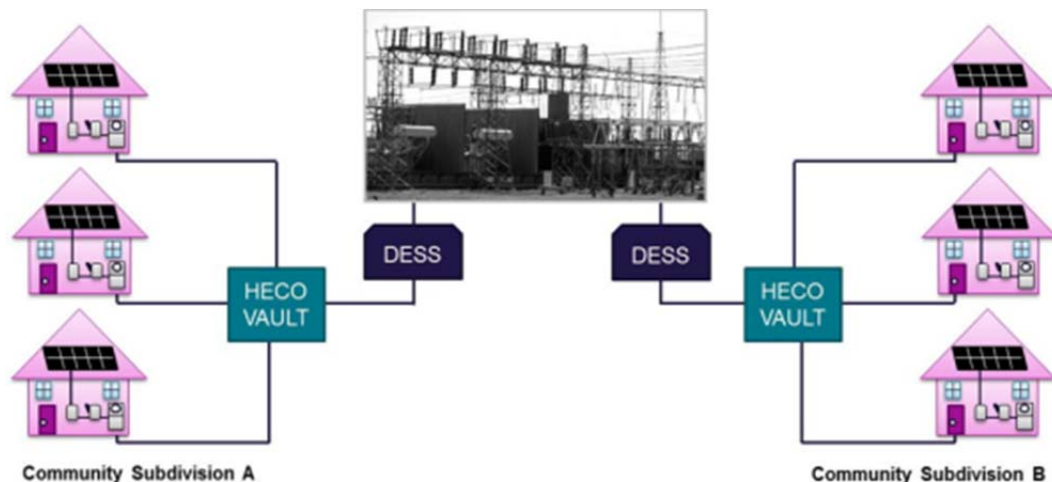 DESS
DESS
HECO
VAULT
HECO
VAULT
Community Subdivision A
Community Subdivision B